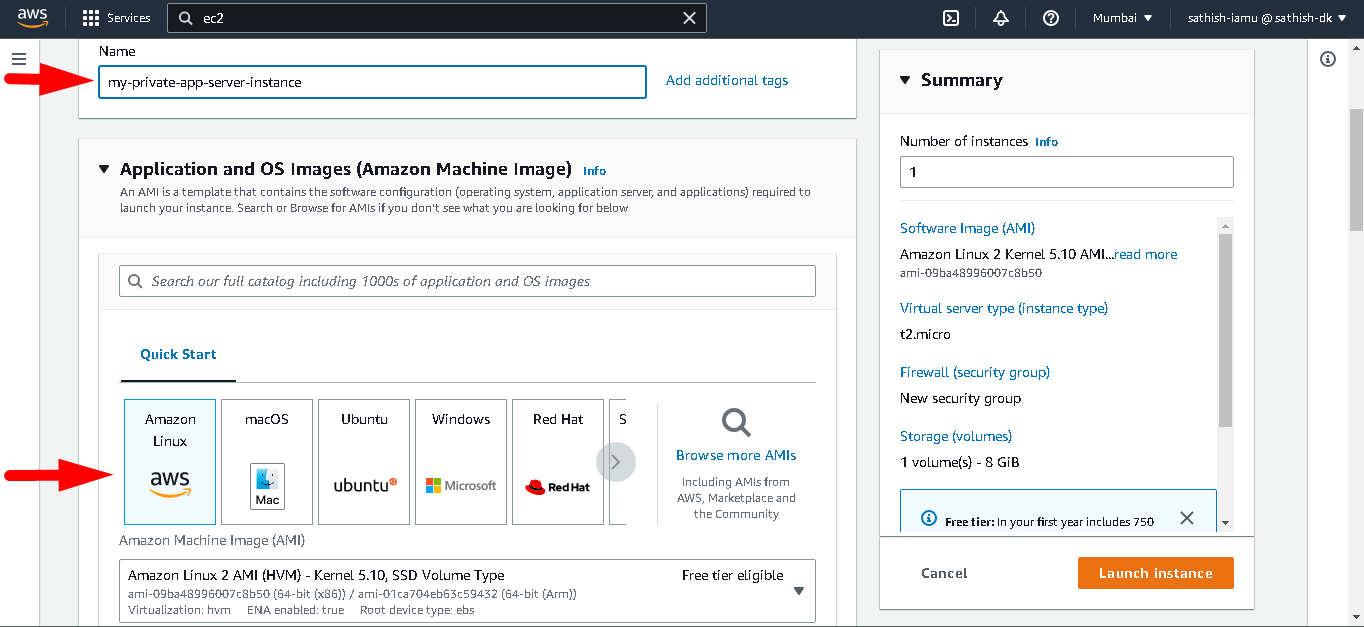 aws
Services
ec2
Mumbai
sathish-iamu @ sathish-dk
Name
my-private-app-server-instance
Add additional tags
Application and OS Images (Amazon Machine Image) Info
An AMI is a template that contains the software configuration (operating system, application server, and applications) required to
launch your instance. Search or Browse for AMIs if you don't see what you are looking for below
Search our full catalog including 1000s of application and OS images
Quick Start
Amazon
Linux
aws
macOS
Mac
Ubuntu
ubuntu
Windows
Microsoft
Red Hat
Red Hat
S
Browse more AMIs
Including AMIs from
AWS, Marketplace and
the Community
Amazon Machine Image (AMI)
Amazon Linux 2 AMI (HVM) - Kernel 5.10, SSD Volume Type
Free tier eligible
ami-09ba48996007c8b50 (64-bit (x86)) / ami-01ca704eb63c59432 (64-bit (Arm))
Virtualization: hvm ENA enabled: true Root device type: ebs
Summary
Number of instances Info
1
Software Image (AMI)
Amazon Linux 2 Kernel 5.10 AMI...read more
ami-09ba48996007c8b50
Virtual server type (instance type)
t2.micro
Firewall (security group)
New security group
Storage (volumes)
1 volume(s) - 8 GiB
Free tier: In your first year includes 750
Cancel
Launch instance